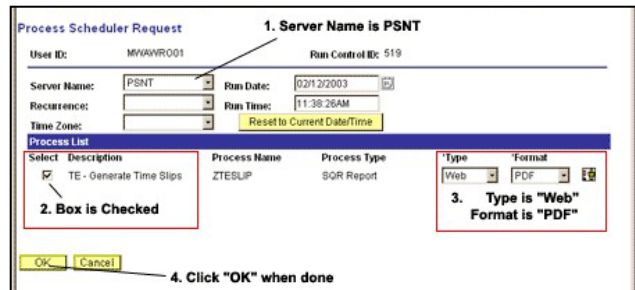 Process Scheduler Request
1. Server Name is PSNT
User ID: MWAWRO01 Run Control ID: 519
Server Name: PSNT Run Date: 02/12/2003
Recurrence: Run Time: 11:38:26AM
Time Zone: Reset to Current Date/Time
Process List
Select Description Process Name Process Type *Type *Format
TE - Generate Time Slips ZTESLIP SQR Report Web PDF
2. Box is Checked
3. Type is "Web"
Format is "PDF"
OK Cancel
4. Click "OK" when done